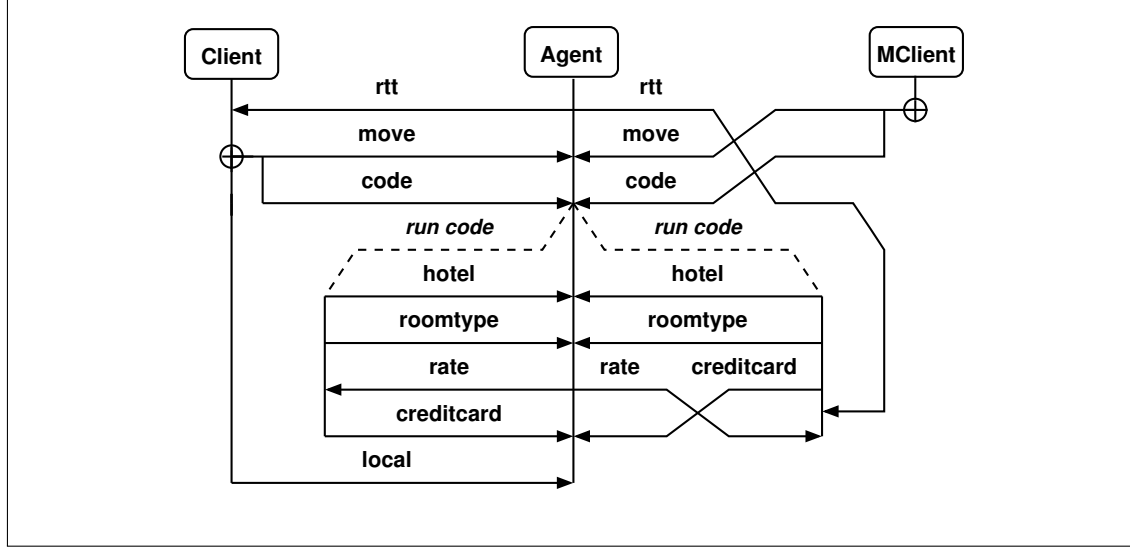 Client Agent MClient
rtt rtt
move move
code code
run code run code
hotel hotel
roomtype roomtype
rate rate creditcard
creditcard
local